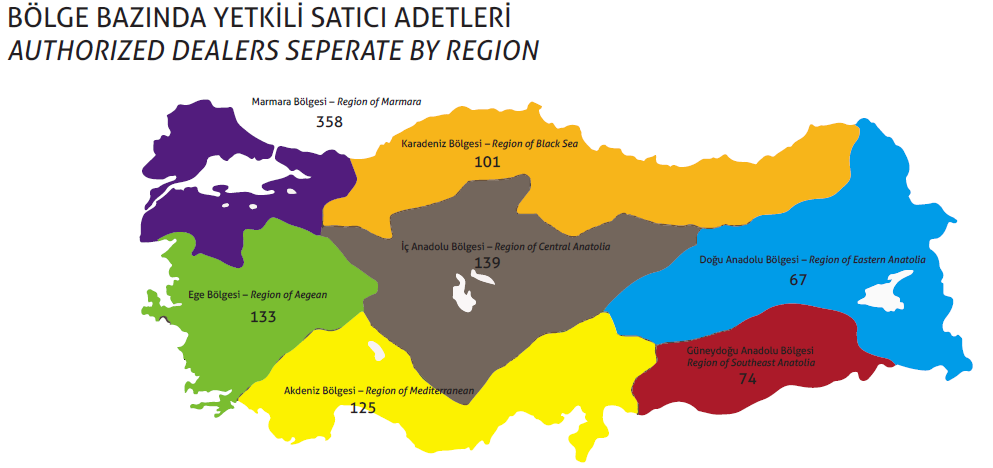 BÖLGE BAZINDA YETKİLİ SATICI ADETLERİ
AUTHORIZED DEALERS SEPERATE BY REGION
Marmara Bölgesi – Region of Marmara
358
Karadeniz Bölgesi – Region of Black Sea
101
İç Anadolu Bölgesi – Region of Central Anatolia
139
Doğu Anadolu Bölgesi – Region of Eastern Anatolia
67
Ege Bölgesi – Region of Aegean
133
Güneydoğu Anadolu Bölgesi
Region of Southeast Anatolia
74
Akdeniz Bölgesi – Region of Mediterranean
125